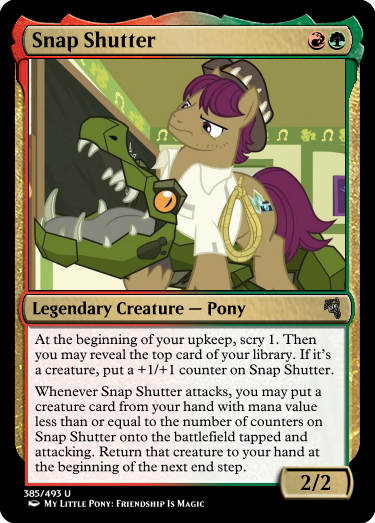 Snap Shutter
Legendary Creature — Pony
At the beginning of your upkeep, scry 1. Then
you may reveal the top card of your library. If it's
a creature, put a +1/+1 counter on Snap Shutter.
Whenever Snap Shutter attacks, you may put a
creature card from your hand with mana value
less than or equal to the number of counters on
Snap Shutter onto the battlefield tapped and
attacking. Return that creature to your hand at
the beginning of the next end step.
2/2
385/493 U
My Little Pony: Friendship Is Magic